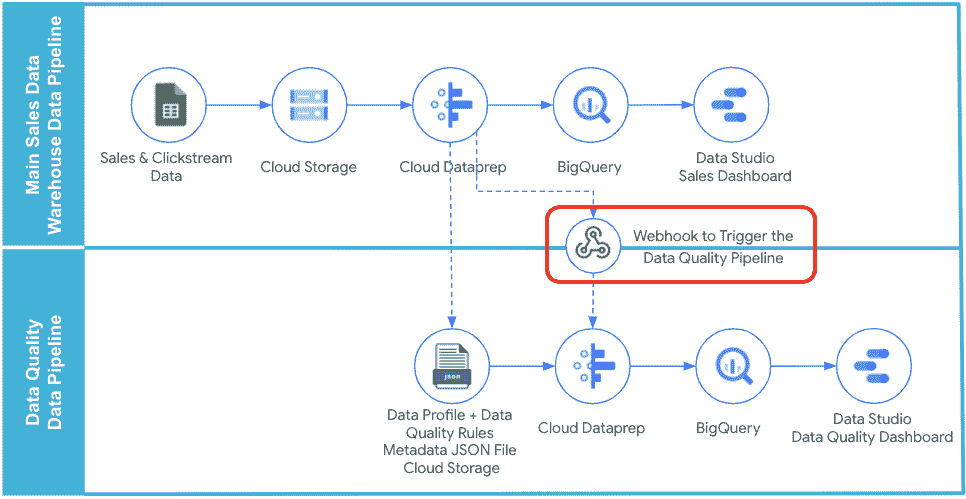 Main Sales Data
Warehouse Data Pipeline
Sales & Clickstream
Data
Cloud Storage
Cloud Dataprep
BigQuery
Data Studio
Sales Dashboard
Webhook to Trigger the
Data Quality Pipeline
Data Quality
Data Pipeline
json
Data Profile + Data
Quality Rules
Metadata JSON File
Cloud Storage
Cloud Dataprep
BigQuery
Data Studio
Data Quality Dashboard